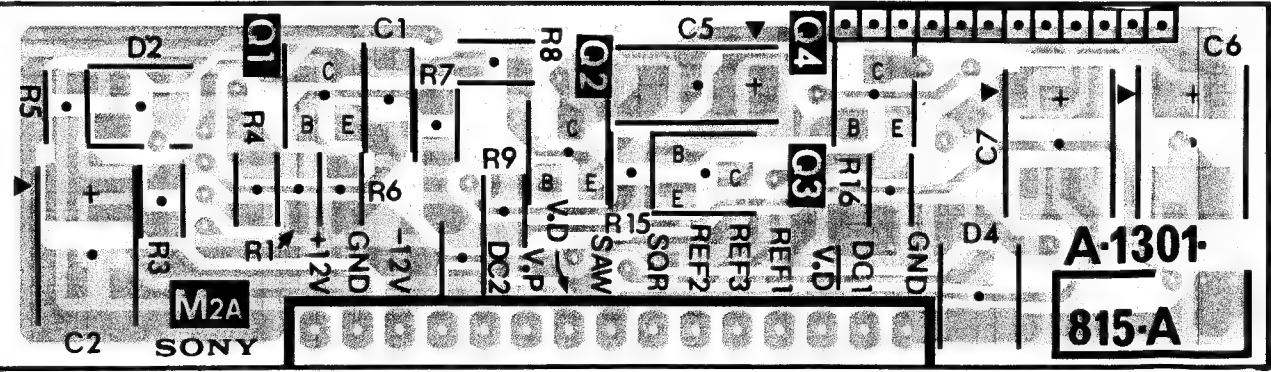 C1
R8
C5
Q4
D2
Q1
Q2
C6
R5
C
R7
+
C
+
+
R4
B E
C
B E
C7
R9
B
Q3
R16
+
R6
B E
E
C
R3
R1
V.D
R15
D4
A-1301-
+12V
GND
-12V
DC2
V.P
SAW
SQR
REF2
REF3
REF1
V.D
DC1
GND
M2A
815-A
C2
SONY